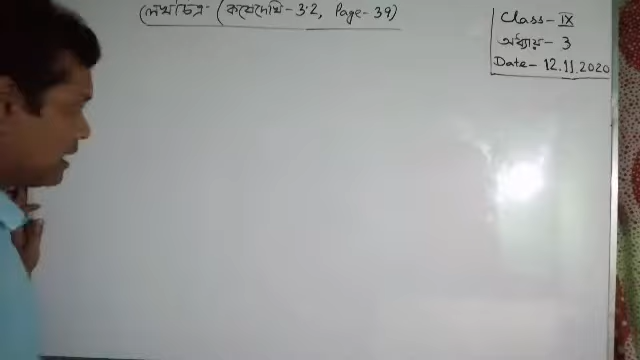 লেখচিত্র (কষেদেখি - 3.2, Page - 39)
Class - IX
অধ্যায় - 3
Date - 12.11.2020